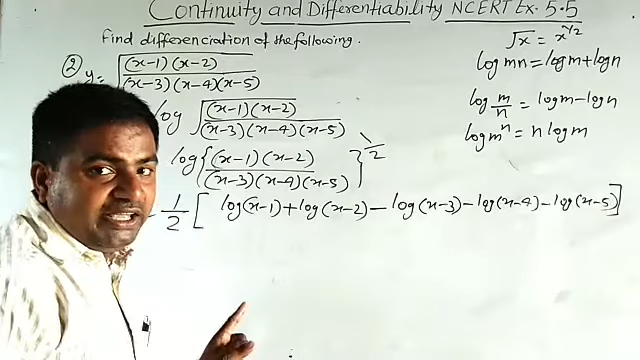 Continuity and Differentiability NCERT Ex. 5.5
Find differenciation of the following.
② y = √((x-1)(x-2)/(x-3)(x-4)(x-5))
log √((x-1)(x-2)/(x-3)(x-4)(x-5))
log{(x-1)(x-2)/(x-3)(x-4)(x-5)}^1/2
1/2 [log(x-1)+log(x-2)-log(x-3)-log(x-4)-log(x-5)]
√x = x^1/2
log mn = log m + log n
log m/n = log m - log n
log m^n = n log m